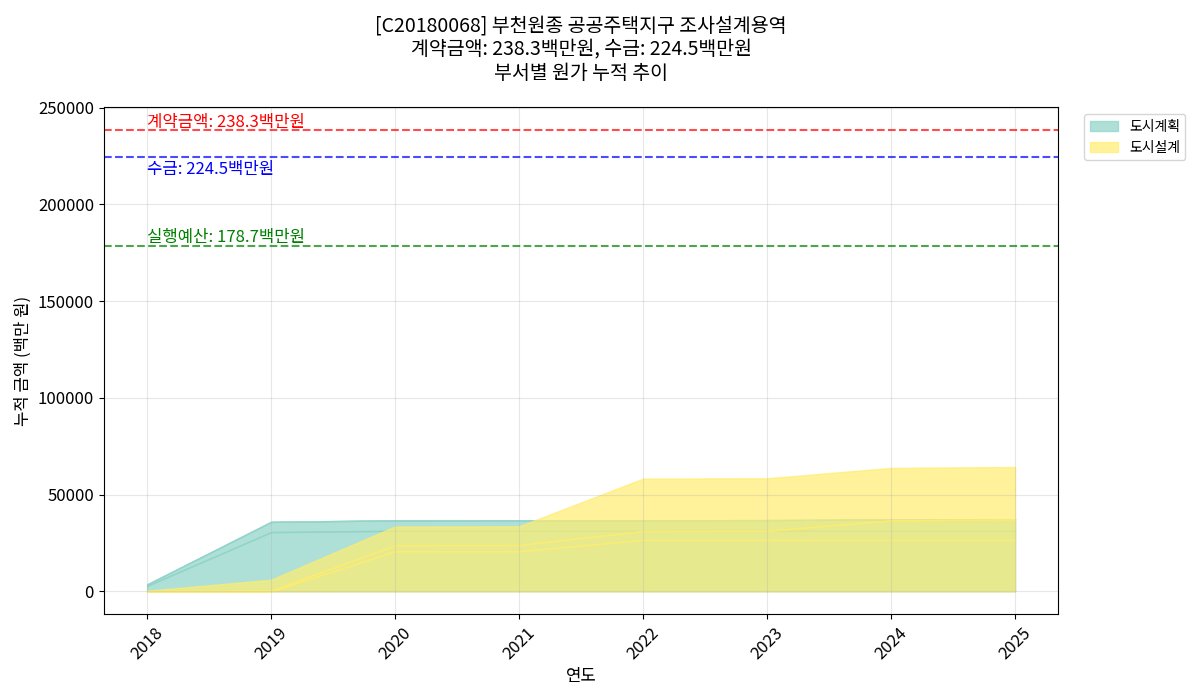 [C20180068] 부천원종 공공주택지구 조사설계용역
계약금액: 238.3백만원, 수금: 224.5백만원
부서별 원가 누적 추이
250000
200000
150000
100000
50000
0
누적 금액 (백만 원)
계약금액: 238.3백만원
수금: 224.5백만원
실행예산: 178.7백만원
도시계획
도시설계
2018
2019
2020
2021
2022
2023
2024
2025
연도